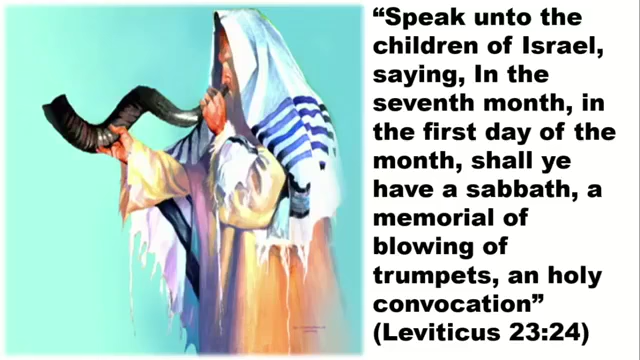 “Speak unto the
children of Israel,
saying, In the
seventh month, in
the first day of the
month, shall ye
have a sabbath, a
memorial of
blowing of
trumpets, an holy
convocation”
(Leviticus 23:24)